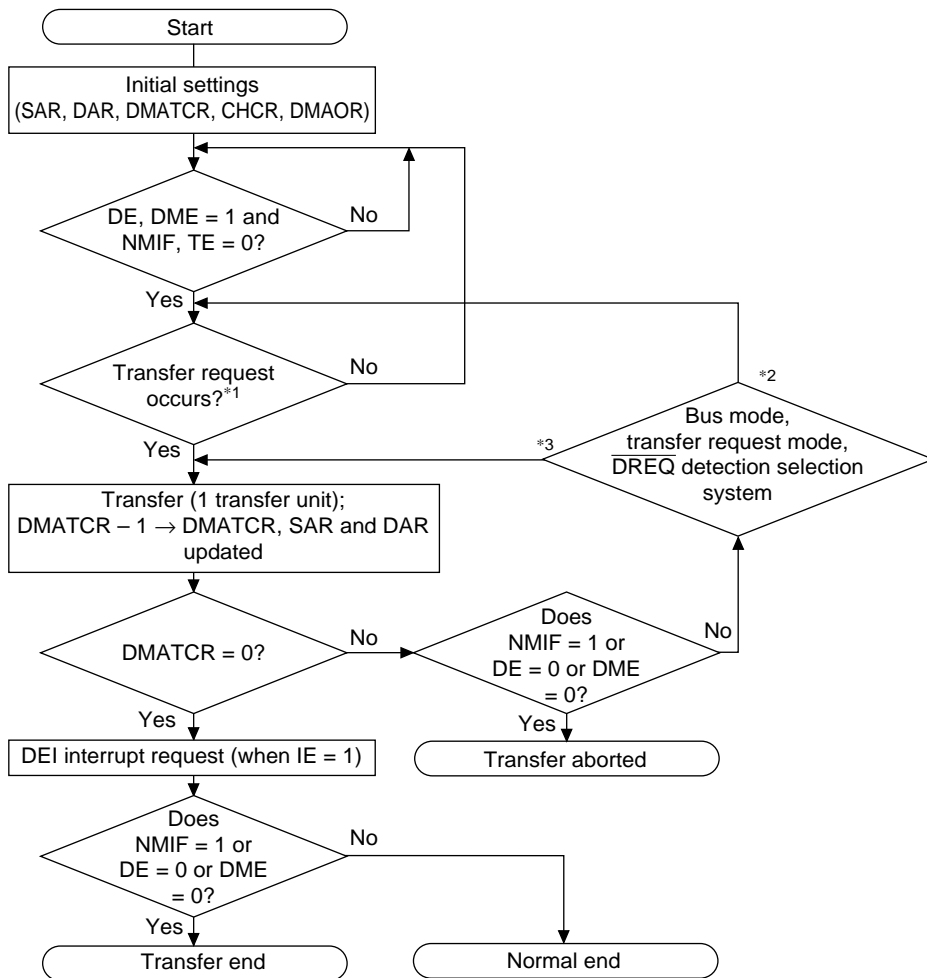 Start
Initial settings
(SAR, DAR, DMATCR, CHCR, DMAOR)
DE, DME = 1 and
NMIF, TE = 0?
No
Yes
Transfer request
occurs?*1
No
Yes
*2
Bus mode,
transfer request mode,
DREQ detection selection
system
*3
Transfer (1 transfer unit);
DMATCR – 1 → DMATCR, SAR and DAR
updated
DMATCR = 0?
No
Yes
Does
NMIF = 1 or
DE = 0 or DME
= 0?
No
Yes
Transfer aborted
DEI interrupt request (when IE = 1)
Does
NMIF = 1 or
DE = 0 or DME
= 0?
No
Yes
Transfer end
Normal end